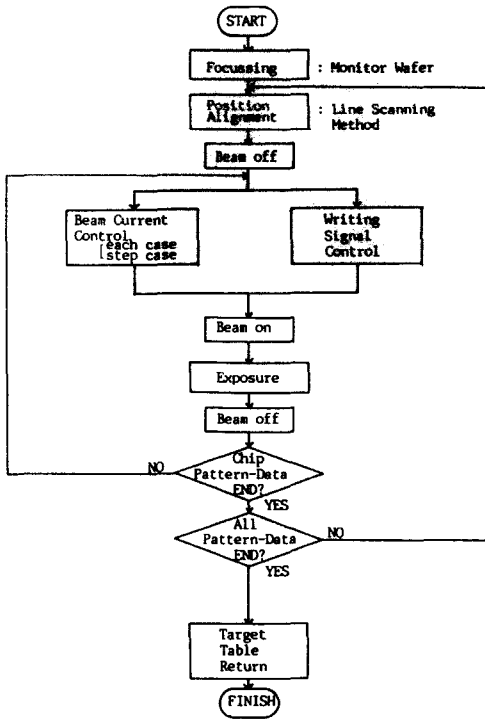 START
Focussing : Monitor Wafer
Position : Line Scanning
Alignment Method
Beam off
Beam Current
Control
each case
step case
Writing
Signal
Control
Beam on
Exposure
Beam off
Chip
Pattern-Data
END?
NO
YES
All
Pattern-Data
END?
NO
YES
Target
Table
Return
FINISH